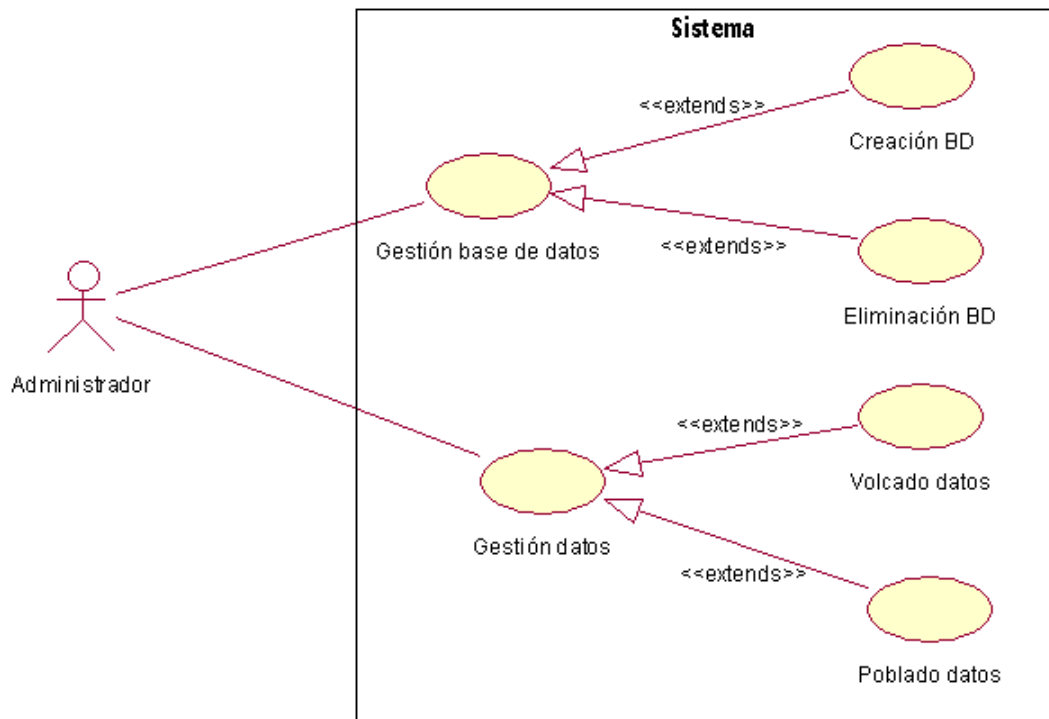 Sistema
<<extends>>
Creación BD
Gestión base de datos
<<extends>>
Eliminación BD
Administrador
<<extends>>
Volcado datos
Gestión datos
<<extends>>
Poblado datos